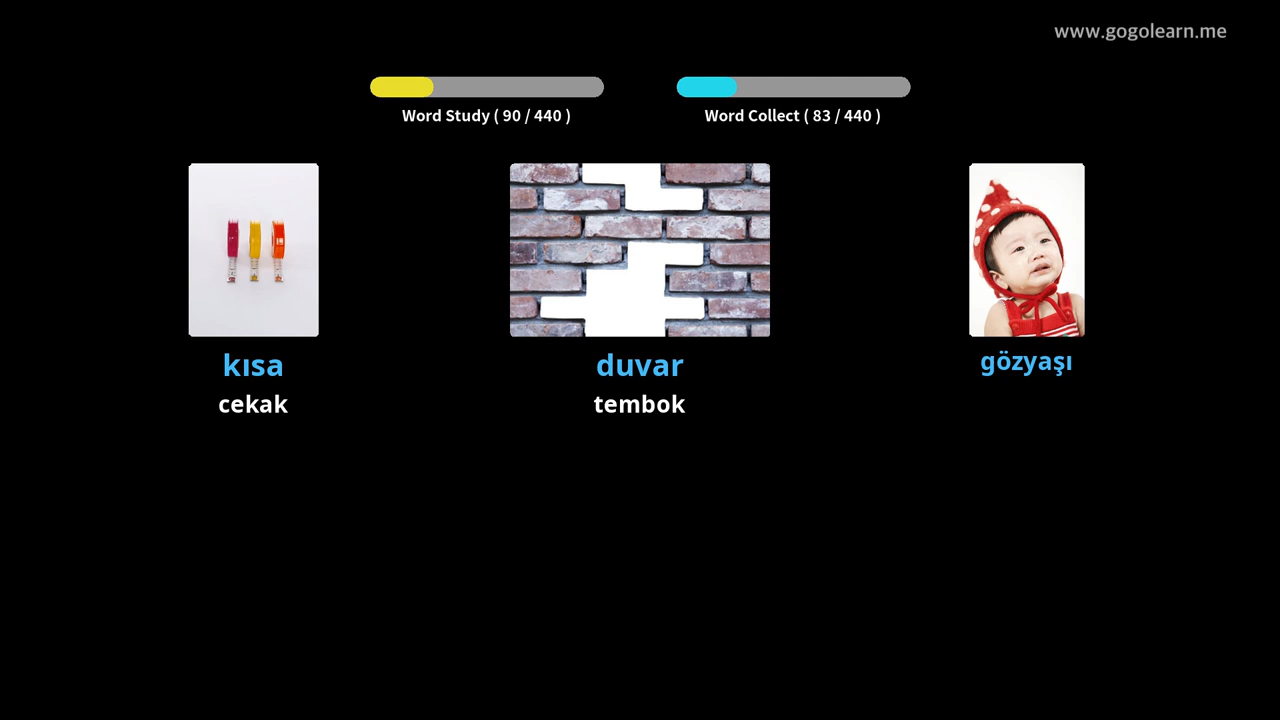 www.gogolearn.me
Word Study ( 90 / 440 )
Word Collect ( 83 / 440 )
kısa
cekak
duvar
tembok
gözyaşı